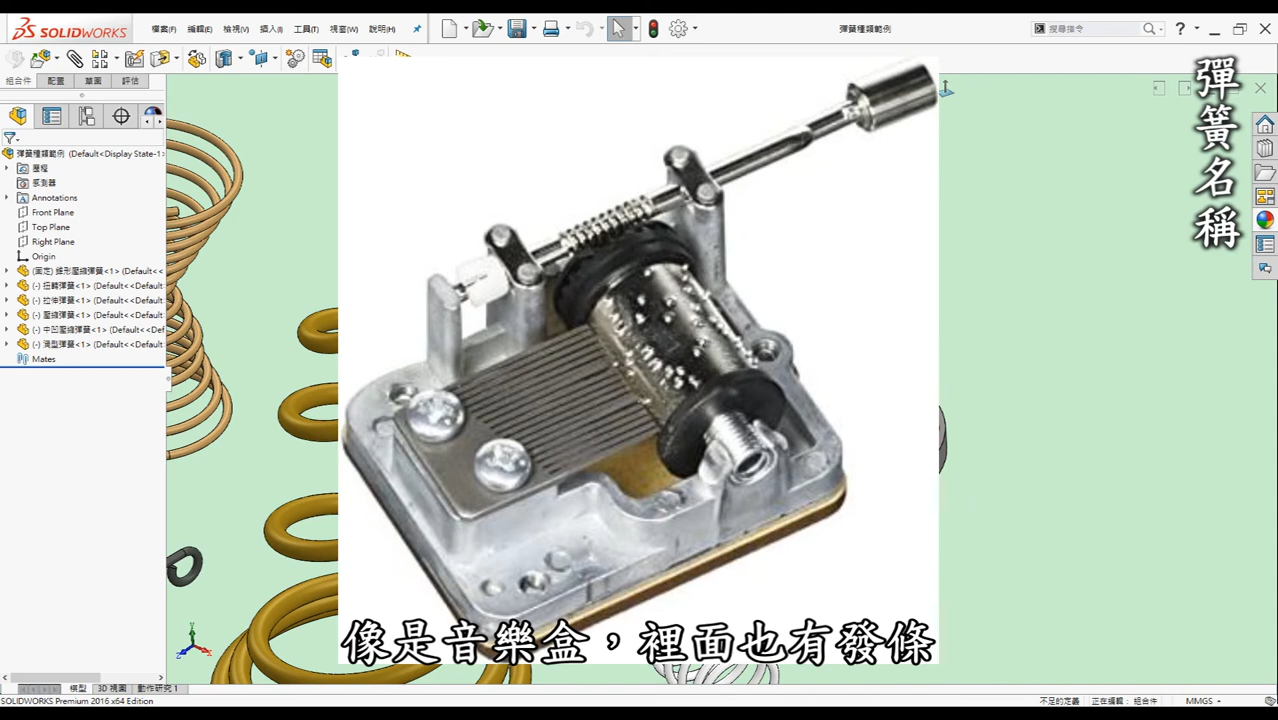 SOLIDWORKS
檔案(F)
編輯(E)
檢視(V)
插入(I)
工具(T)
視窗(W)
說明(H)
彈簧種類範例
搜尋指令
組合件
配置
草圖
評估
彈簧種類範例 (Default<Display State-1>
歷程
感測器
Annotations
Front Plane
Top Plane
Right Plane
Origin
(固定) 錐形壓縮彈簧<1> (Default<<
(-) 扭轉彈簧<1> (Default<<Default
(-) 拉伸彈簧<1> (Default<<Default
(-) 壓縮彈簧<1> (Default<<Default
(-) 中凹壓縮彈簧<1> (Default<<Def
(-) 渦型彈簧<1> (Default<<Default
Mates
彈簧名稱
像是音樂盒，裡面也有發條
模型
3D 視圖
動作研究 1
SOLIDWORKS Premium 2016 x64 Edition
不足的定義
正在編輯: 組合件
MMGS